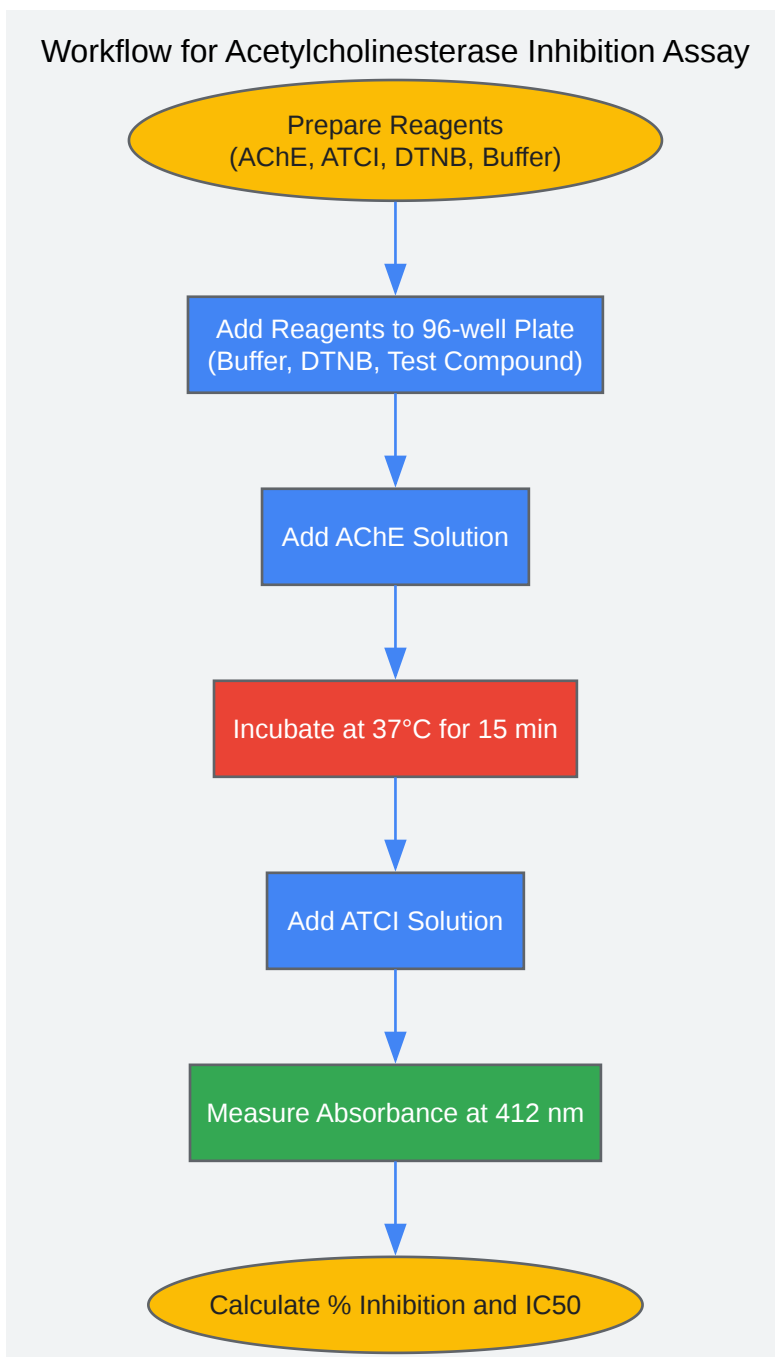 Workflow for Acetylcholinesterase Inhibition Assay
Prepare Reagents
(AChE, ATCI, DTNB, Buffer)
Add Reagents to 96-well Plate
(Buffer, DTNB, Test Compound)
Add AChE Solution
Incubate at 37°C for 15 min
Add ATCI Solution
Measure Absorbance at 412 nm
Calculate % Inhibition and IC50